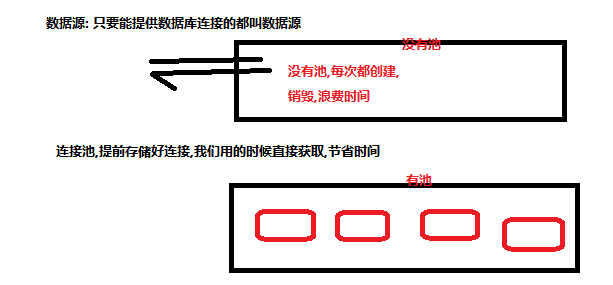 数据源: 只要能提供数据库连接的都叫数据源
没有池
没有池,每次都创建,
销毁,浪费时间
连接池,提前存储好连接,我们用的时候直接获取,节省时间
有池